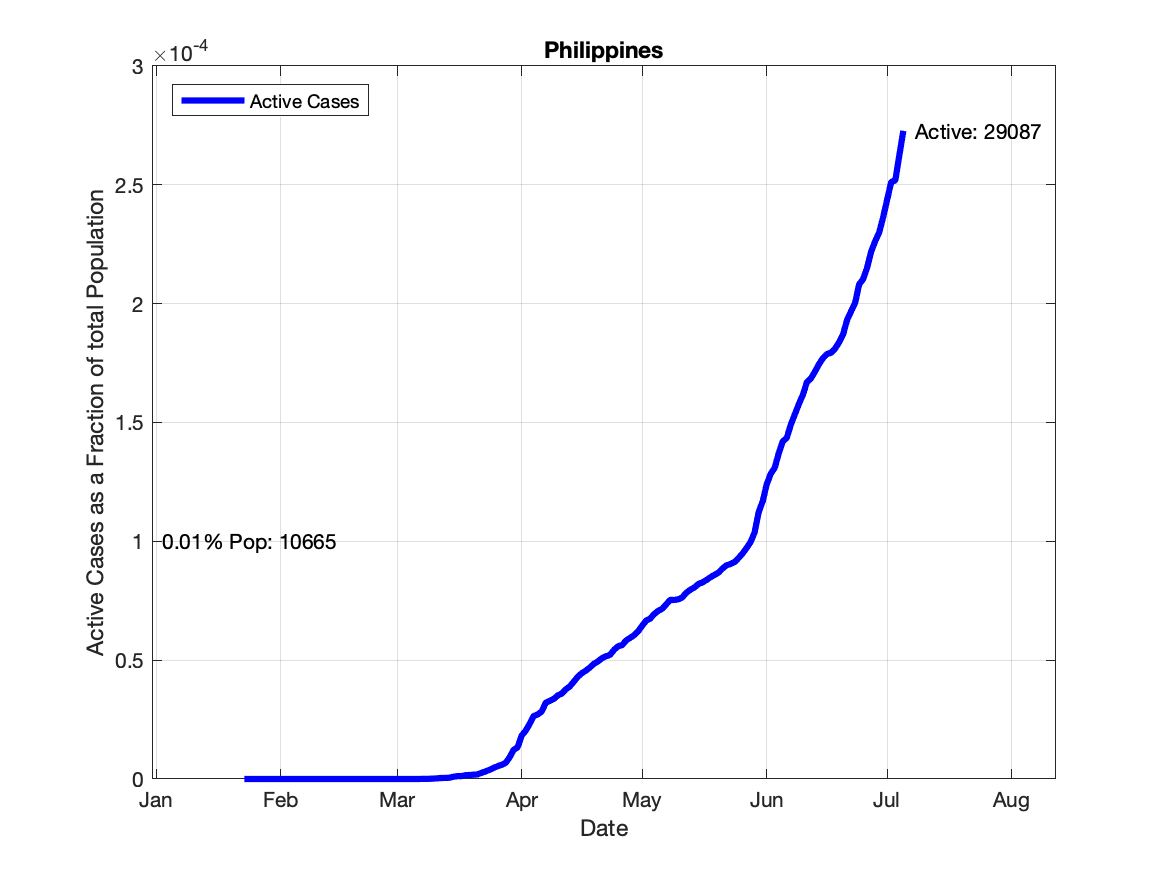 Philippines
×10-4
Active Cases
3
2.5
2
1.5
1
0.5
0
Active: 29087
0.01% Pop: 10665
Active Cases as a Fraction of total Population
Jan Feb Mar Apr May Jun Jul Aug
Date